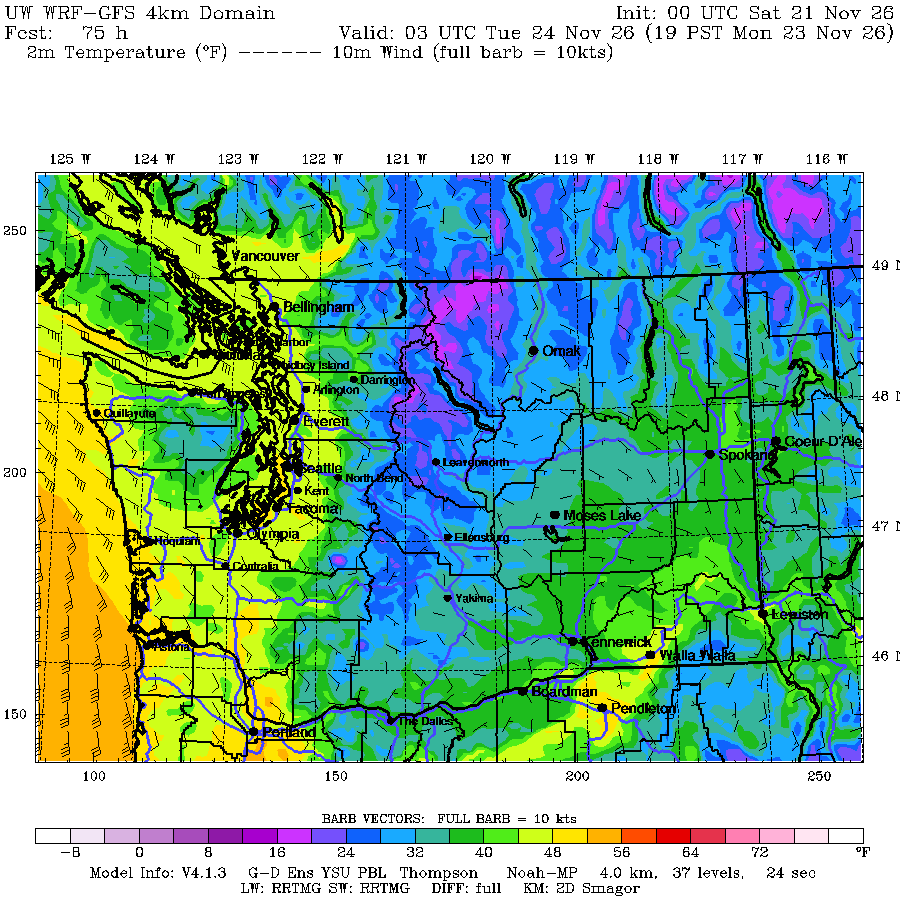 UW WRF-GFS 4km Domain Init: 00 UTC Sat 21 Nov 26
Fcst: 75 h Valid: 03 UTC Tue 24 Nov 26 (19 PST Mon 23 Nov 26)
2m Temperature (°F) ------ 10m Wind (full barb = 10kts)
125 W 124 W 123 W 122 W 121 W 120 W 119 W 118 W 117 W 116 W
250
Vancouver
49 N
Bellingham
Omak
Whidbey Island
Darrington
Arlington
48 N
Quillayute
Everett
Coeur-D'Ale
Spokane
Leavenworth
200
Seattle
North Bend
Kent
Tacoma
Moses Lake
47 N
Olympia
Ellensburg
Hoquiam
Centralia
Yakima
Lewiston
Kennewick
Astoria
Walla Walla
46 N
Boardman
Pendleton
150
The Dalles
Portland
100 150 200 250
BARB VECTORS: FULL BARB = 10 kts
-8 0 8 16 24 32 40 48 56 64 72 °F
Model Info: V4.1.3 G-D Ens YSU PBL Thompson Noah-MP 4.0 km, 37 levels, 24 sec
LW: RRTMG SW: RRTMG DIFF: full KM: 2D Smagor